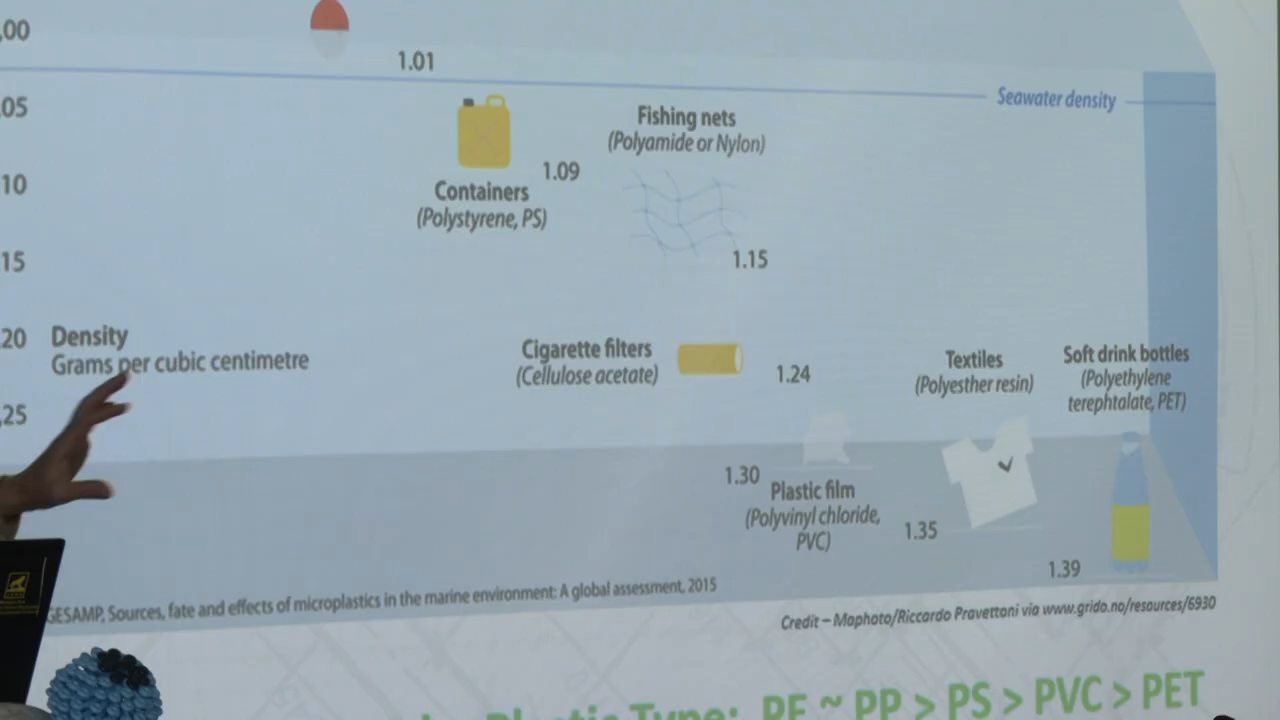 ,00
1.01
Seawater density
,05
Fishing nets
(Polyamide or Nylon)
1.09
10
Containers
(Polystyrene, PS)
1.15
15
,20
Density
Grams per cubic centimetre
Cigarette filters
(Cellulose acetate)
1.24
Textiles
(Polyesther resin)
Soft drink bottles
(Polyethylene
terephtalate, PET)
,25
1.30
Plastic film
(Polyvinyl chloride,
PVC)
1.35
1.39
GESAMP, Sources, fate and effects of microplastics in the marine environment: A global assessment, 2015
Credit – Maphoto/Riccardo Pravettoni via www.grido.no/resources/6930
Plastic Type: PE ~ PP > PS > PVC > PET